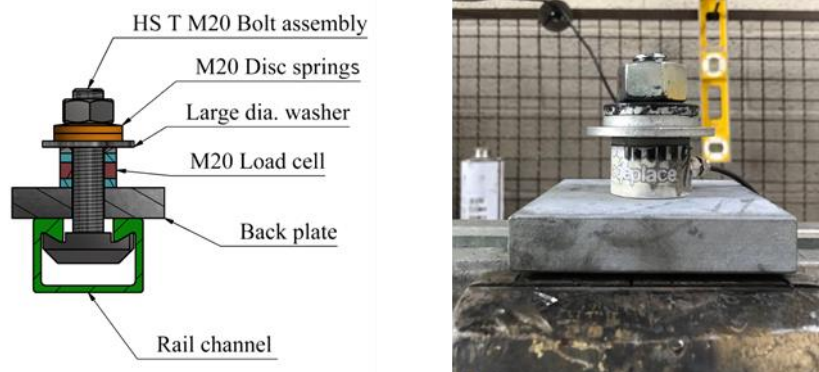 HS T M20 Bolt assembly
M20 Disc springs
Large dia. washer
M20 Load cell
Back plate
Rail channel